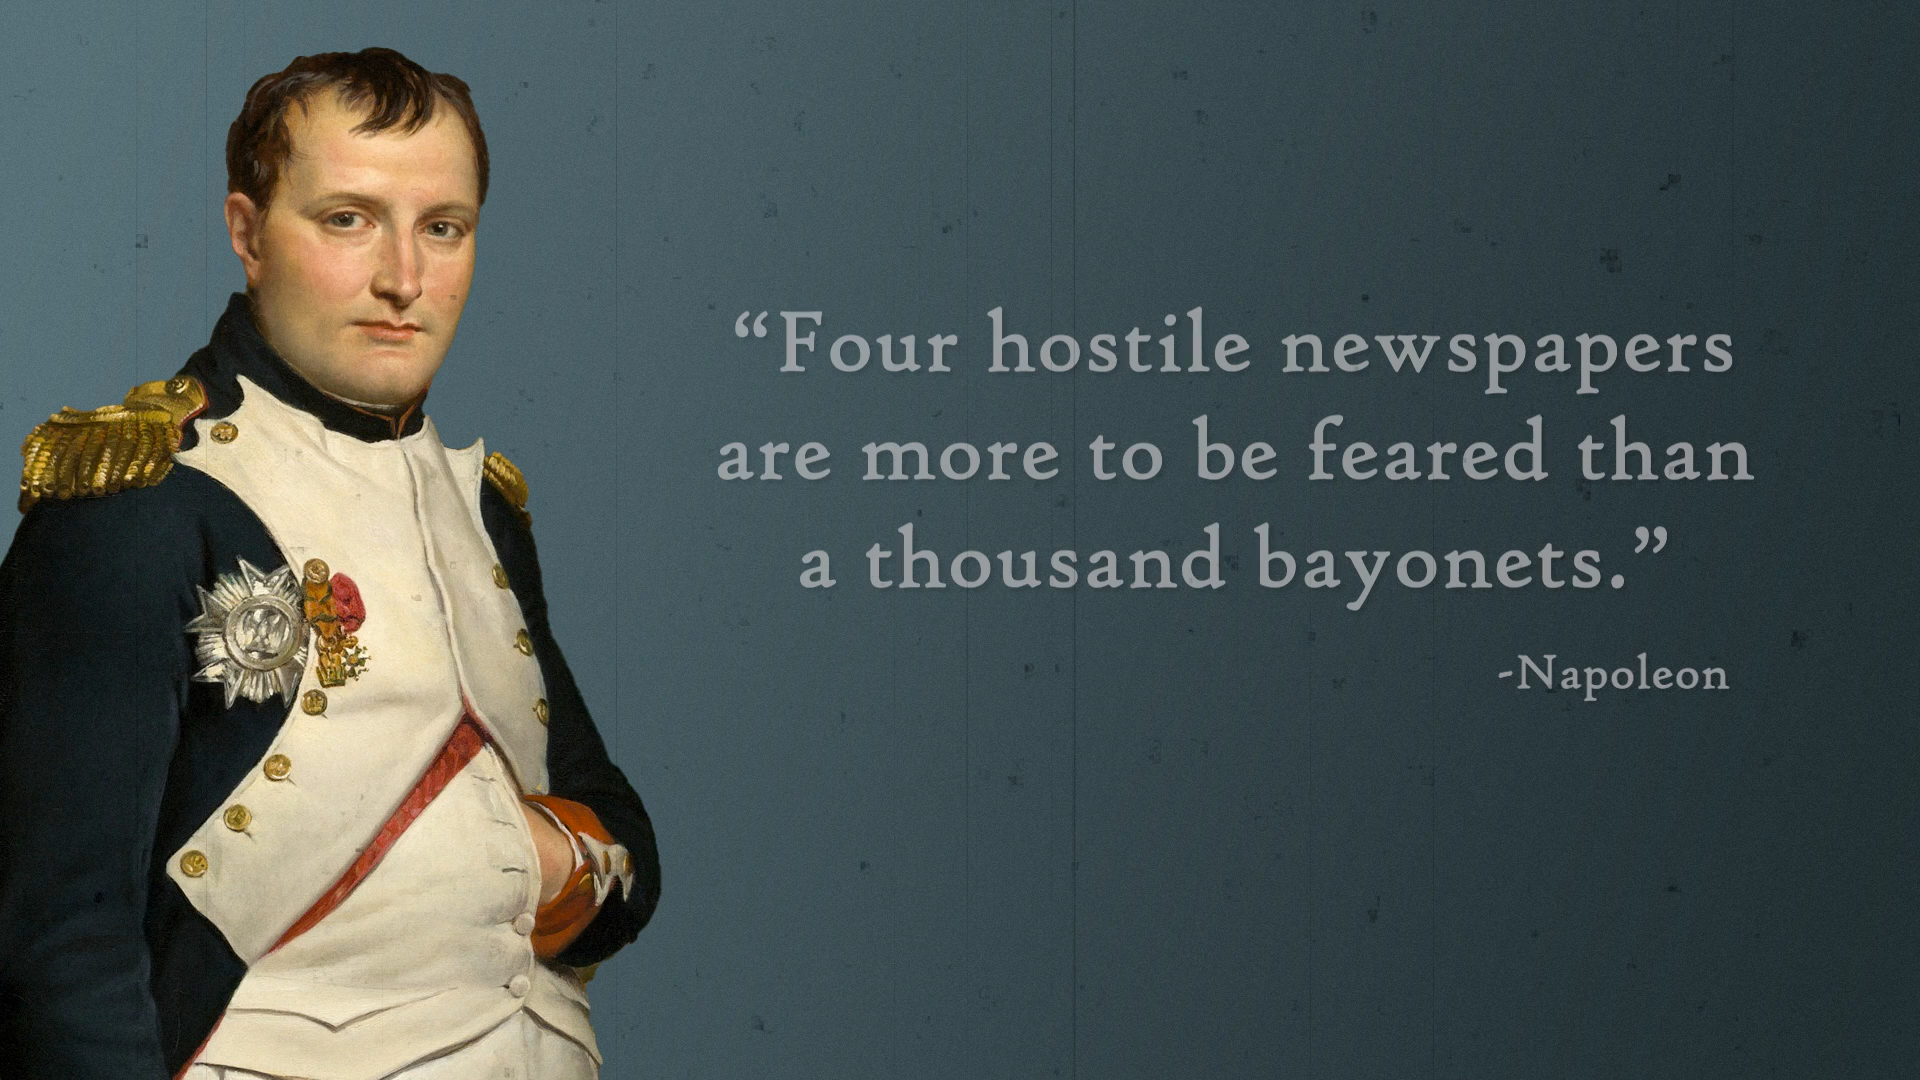 “Four hostile newspapers
are more to be feared than
a thousand bayonets.”
-Napoleon